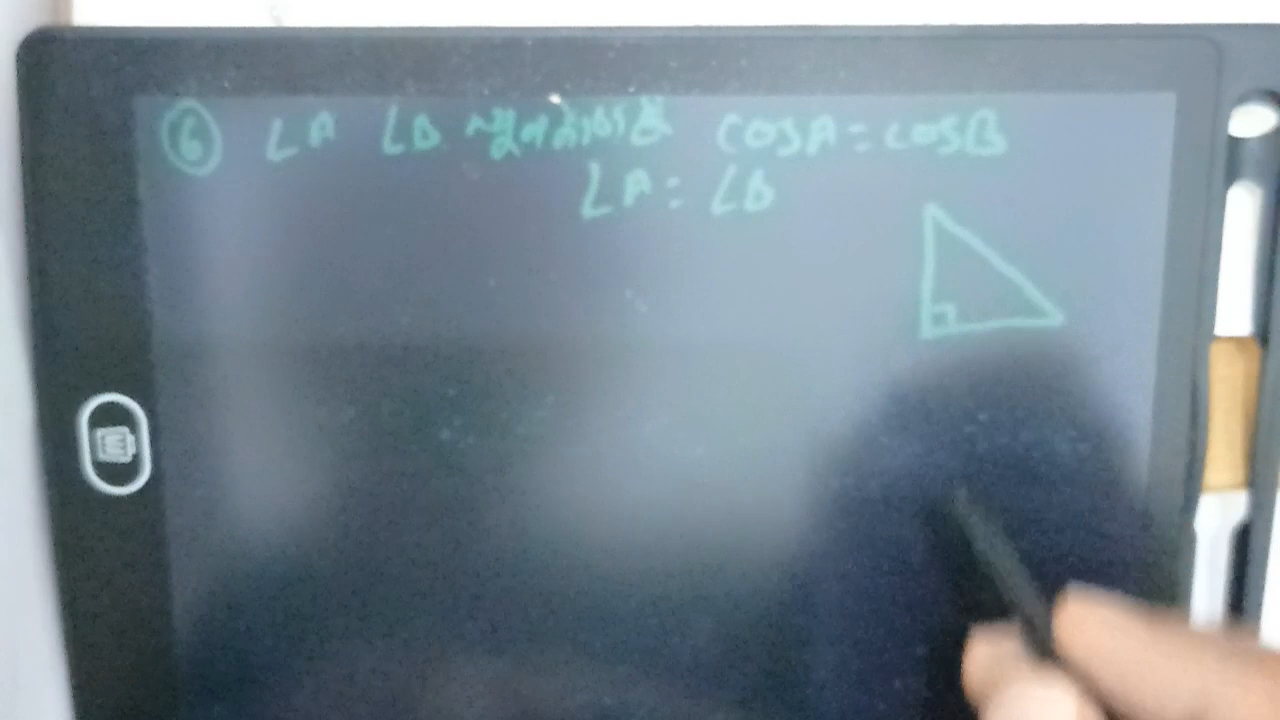 ⑥ ∠A ∠B cosA = cosB
∠A = ∠B